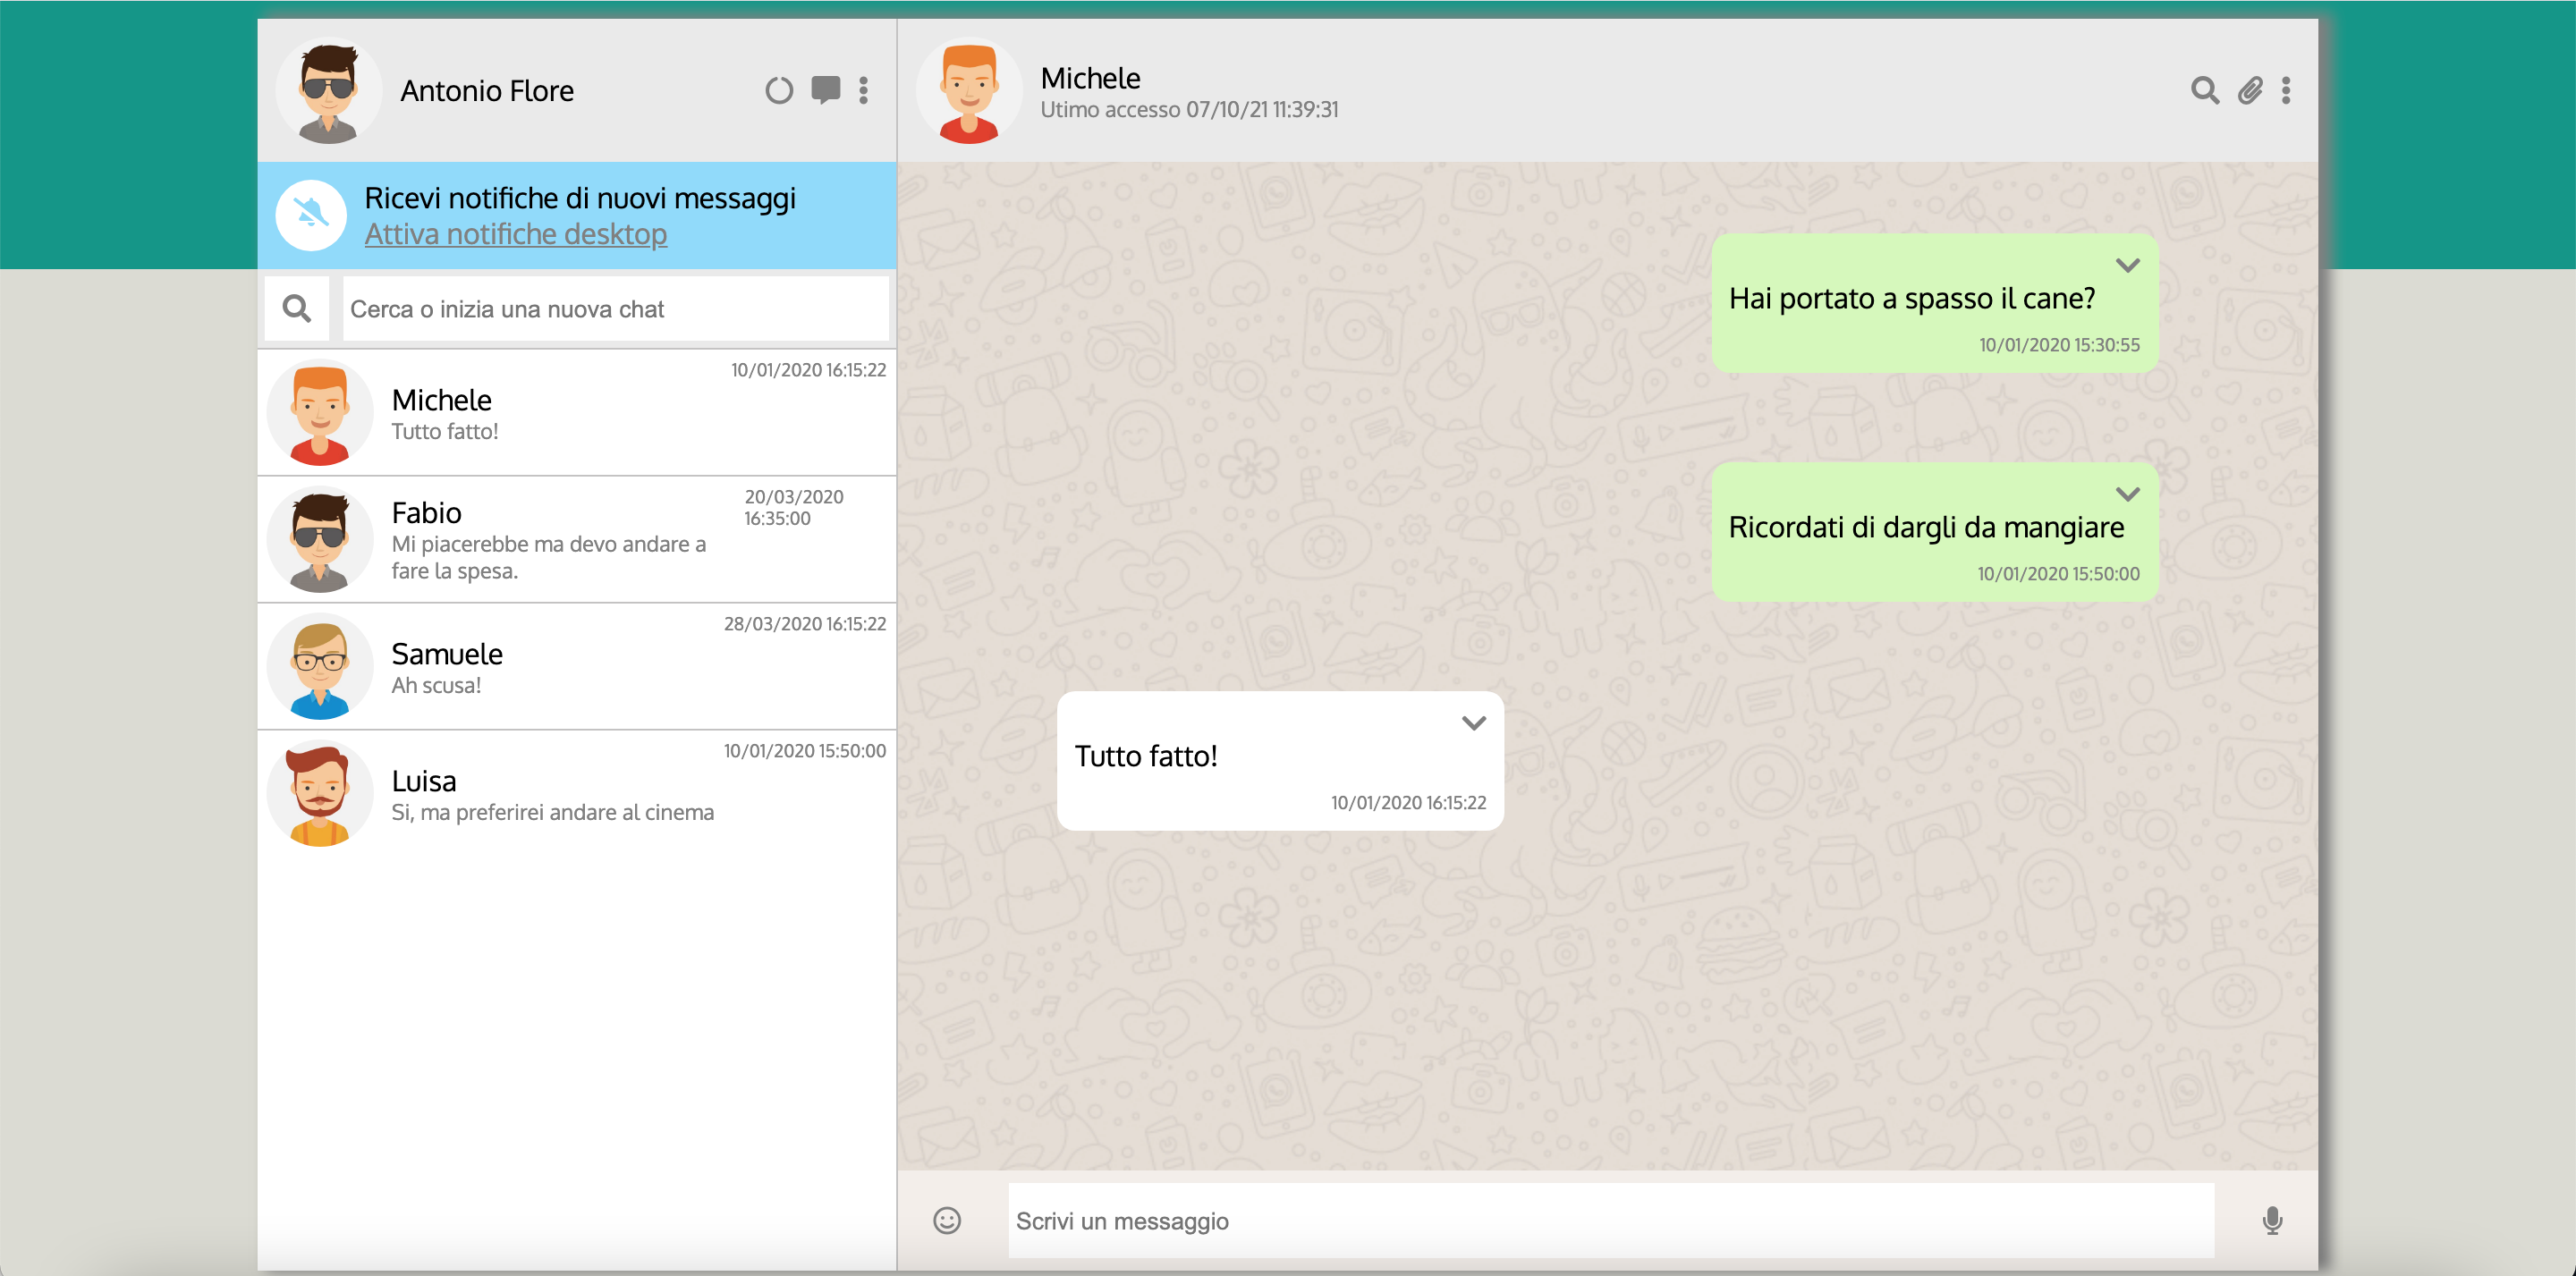 Antonio Flore
Ricevi notifiche di nuovi messaggi
Attiva notifiche desktop
Cerca o inizia una nuova chat
10/01/2020 16:15:22
Michele
Tutto fatto!
20/03/2020
16:35:00
Fabio
Mi piacerebbe ma devo andare a
fare la spesa.
28/03/2020 16:15:22
Samuele
Ah scusa!
10/01/2020 15:50:00
Luisa
Si, ma preferirei andare al cinema
Michele
Utimo accesso 07/10/21 11:39:31
Hai portato a spasso il cane?
10/01/2020 15:30:55
Ricordati di dargli da mangiare
10/01/2020 15:50:00
Tutto fatto!
10/01/2020 16:15:22
Scrivi un messaggio